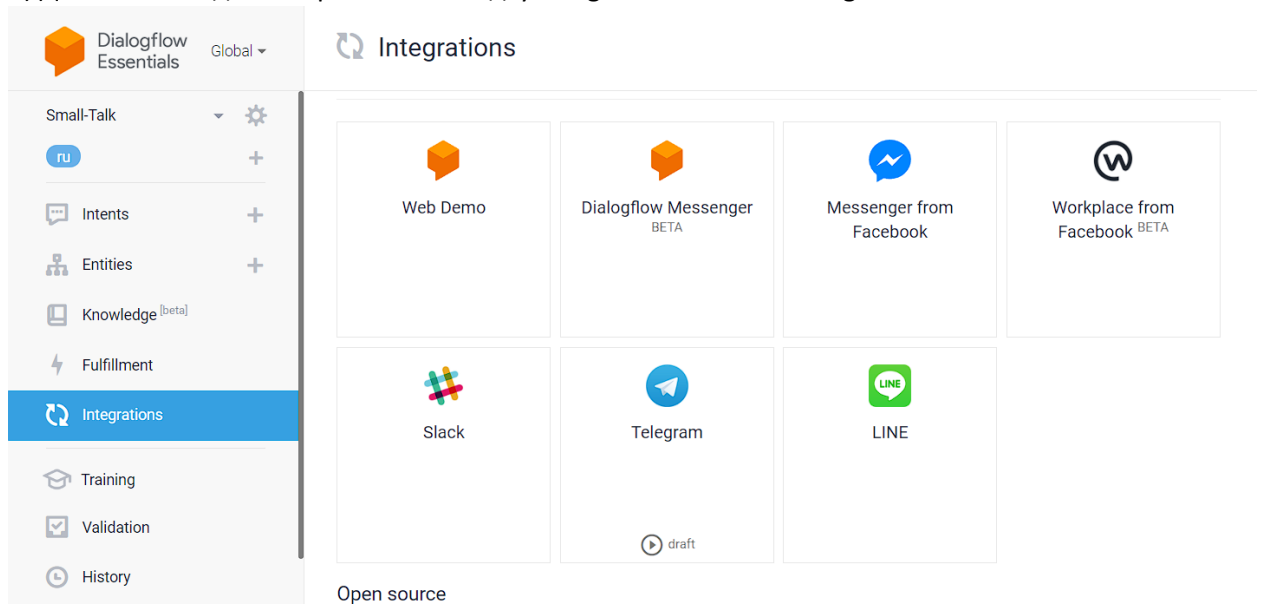 Dialogflow
Essentials
Global
Integrations
Small-Talk
ru
Intents
Entities
Knowledge [beta]
Fulfillment
Integrations
Training
Validation
History
Web Demo
Dialogflow Messenger
BETA
Messenger from
Facebook
Workplace from
Facebook BETA
Slack
Telegram
draft
LINE
LINE
Open source